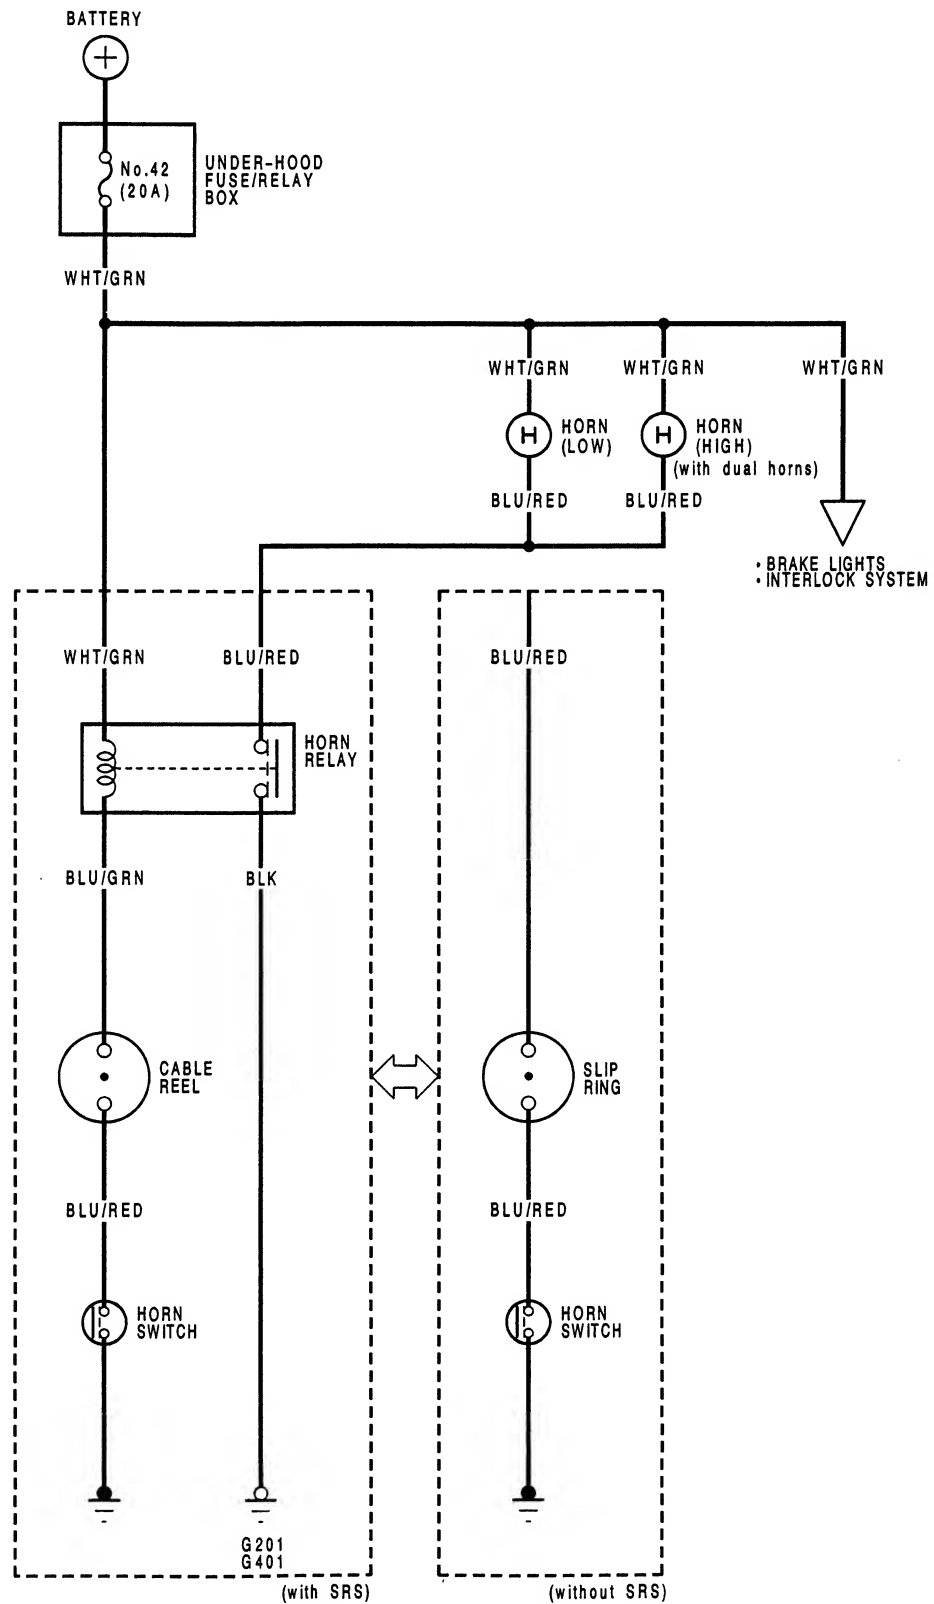 BATTERY
No.42
(20A)
UNDER-HOOD
FUSE/RELAY
BOX
WHT/GRN
WHT/GRN
WHT/GRN
WHT/GRN
H
HORN
(LOW)
H
HORN
(HIGH)
(with dual horns)
BLU/RED
BLU/RED
• BRAKE LIGHTS
• INTERLOCK SYSTEM
WHT/GRN
BLU/RED
BLU/RED
HORN
RELAY
BLU/GRN
BLK
CABLE
REEL
SLIP
RING
BLU/RED
BLU/RED
HORN
SWITCH
HORN
SWITCH
G201
G401
(with SRS)
(without SRS)